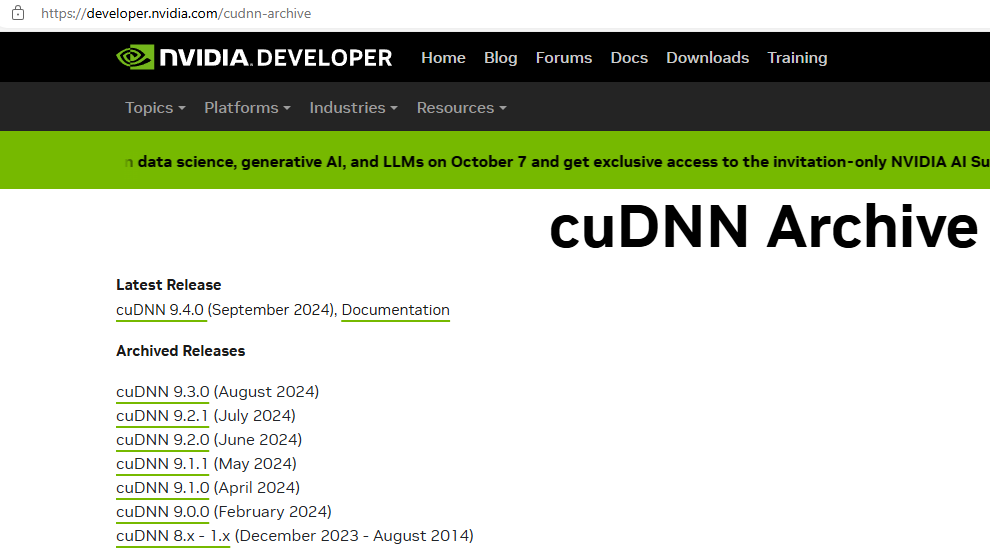 https://developer.nvidia.com/cudnn-archive
NVIDIA. DEVELOPER Home Blog Forums Docs Downloads Training
Topics Platforms Industries Resources
data science, generative AI, and LLMs on October 7 and get exclusive access to the invitation-only NVIDIA AI Su
cuDNN Archive
Latest Release
cuDNN 9.4.0 (September 2024), Documentation
Archived Releases
cuDNN 9.3.0 (August 2024)
cuDNN 9.2.1 (July 2024)
cuDNN 9.2.0 (June 2024)
cuDNN 9.1.1 (May 2024)
cuDNN 9.1.0 (April 2024)
cuDNN 9.0.0 (February 2024)
cuDNN 8.x - 1.x (December 2023 - August 2014)